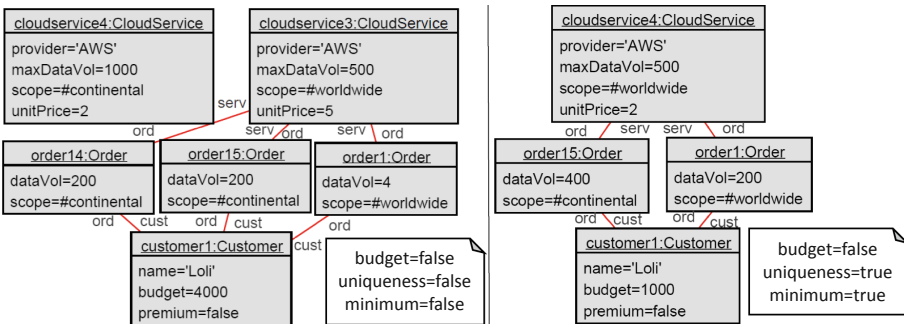 cloudservice4:CloudService
provider='AWS'
maxDataVol=1000
scope=#continental
unitPrice=2
cloudservice3:CloudService
provider='AWS'
maxDataVol=500
scope=#worldwide
unitPrice=5
serv
ord
serv
ord
serv
ord
order14:Order
dataVol=200
scope=#continental
order15:Order
dataVol=200
scope=#continental
order1:Order
dataVol=4
scope=#worldwide
ord
cust
ord
cust
ord
cust
customer1:Customer
name='Loli'
budget=4000
premium=false
budget=false
uniqueness=false
minimum=false
cloudservice4:CloudService
provider='AWS'
maxDataVol=500
scope=#worldwide
unitPrice=2
ord
serv
serv
ord
order15:Order
dataVol=400
scope=#continental
order1:Order
dataVol=200
scope=#worldwide
ord
cust
ord
cust
customer1:Customer
name='Loli'
budget=1000
premium=false
budget=false
uniqueness=true
minimum=true